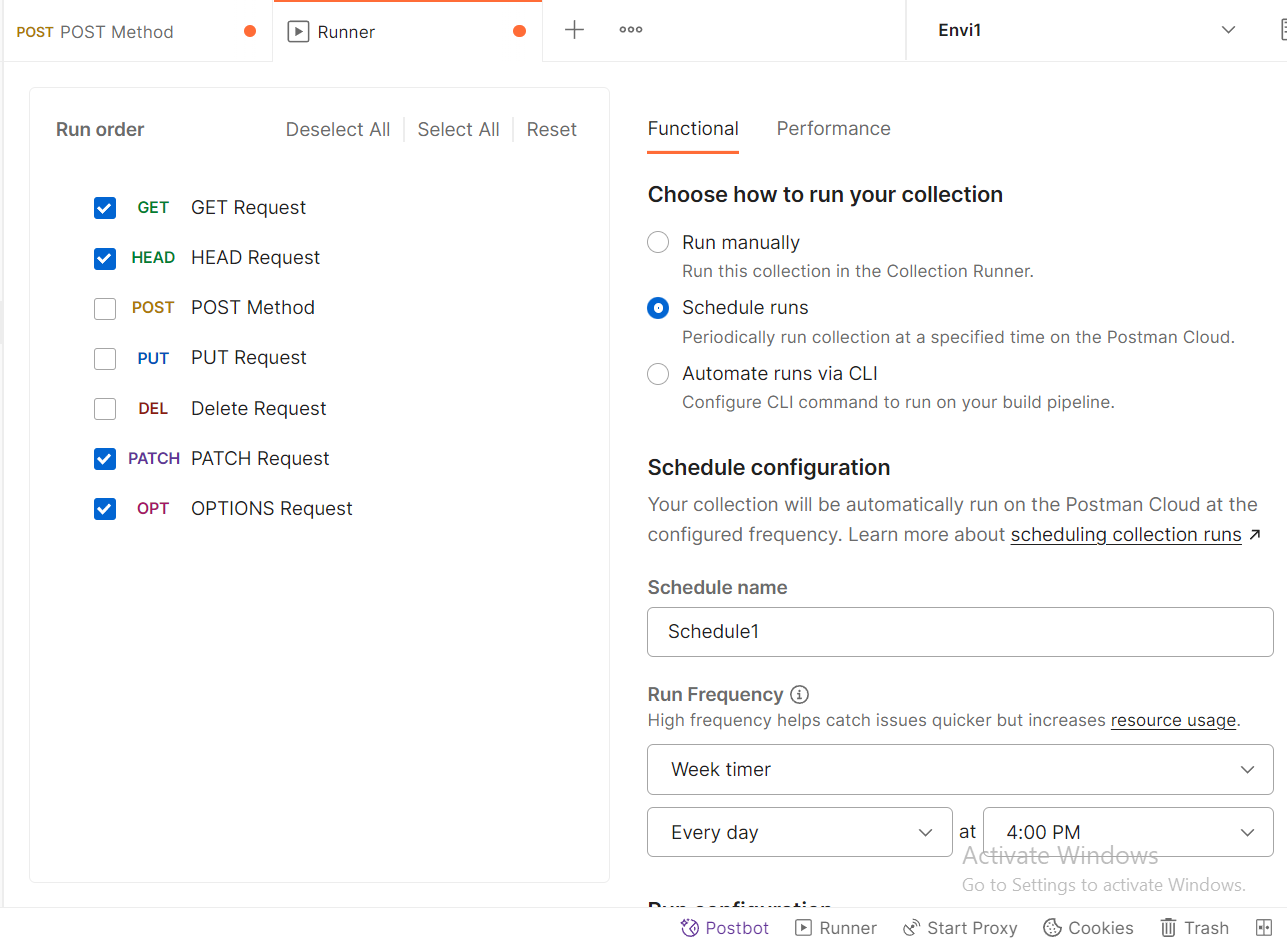 POST POST Method
Runner
Envi1
Run order
Deselect All
Select All
Reset
GET GET Request
HEAD HEAD Request
POST POST Method
PUT PUT Request
DEL Delete Request
PATCH PATCH Request
OPT OPTIONS Request
Functional
Performance
Choose how to run your collection
Run manually
Run this collection in the Collection Runner.
Schedule runs
Periodically run collection at a specified time on the Postman Cloud.
Automate runs via CLI
Configure CLI command to run on your build pipeline.
Schedule configuration
Your collection will be automatically run on the Postman Cloud at the
configured frequency. Learn more about scheduling collection runs ↗
Schedule name
Schedule1
Run Frequency
High frequency helps catch issues quicker but increases resource usage.
Week timer
Every day at 4:00 PM
Activate Windows
Go to Settings to activate Windows.
Run configuration
Postbot
Runner
Start Proxy
Cookies
Trash